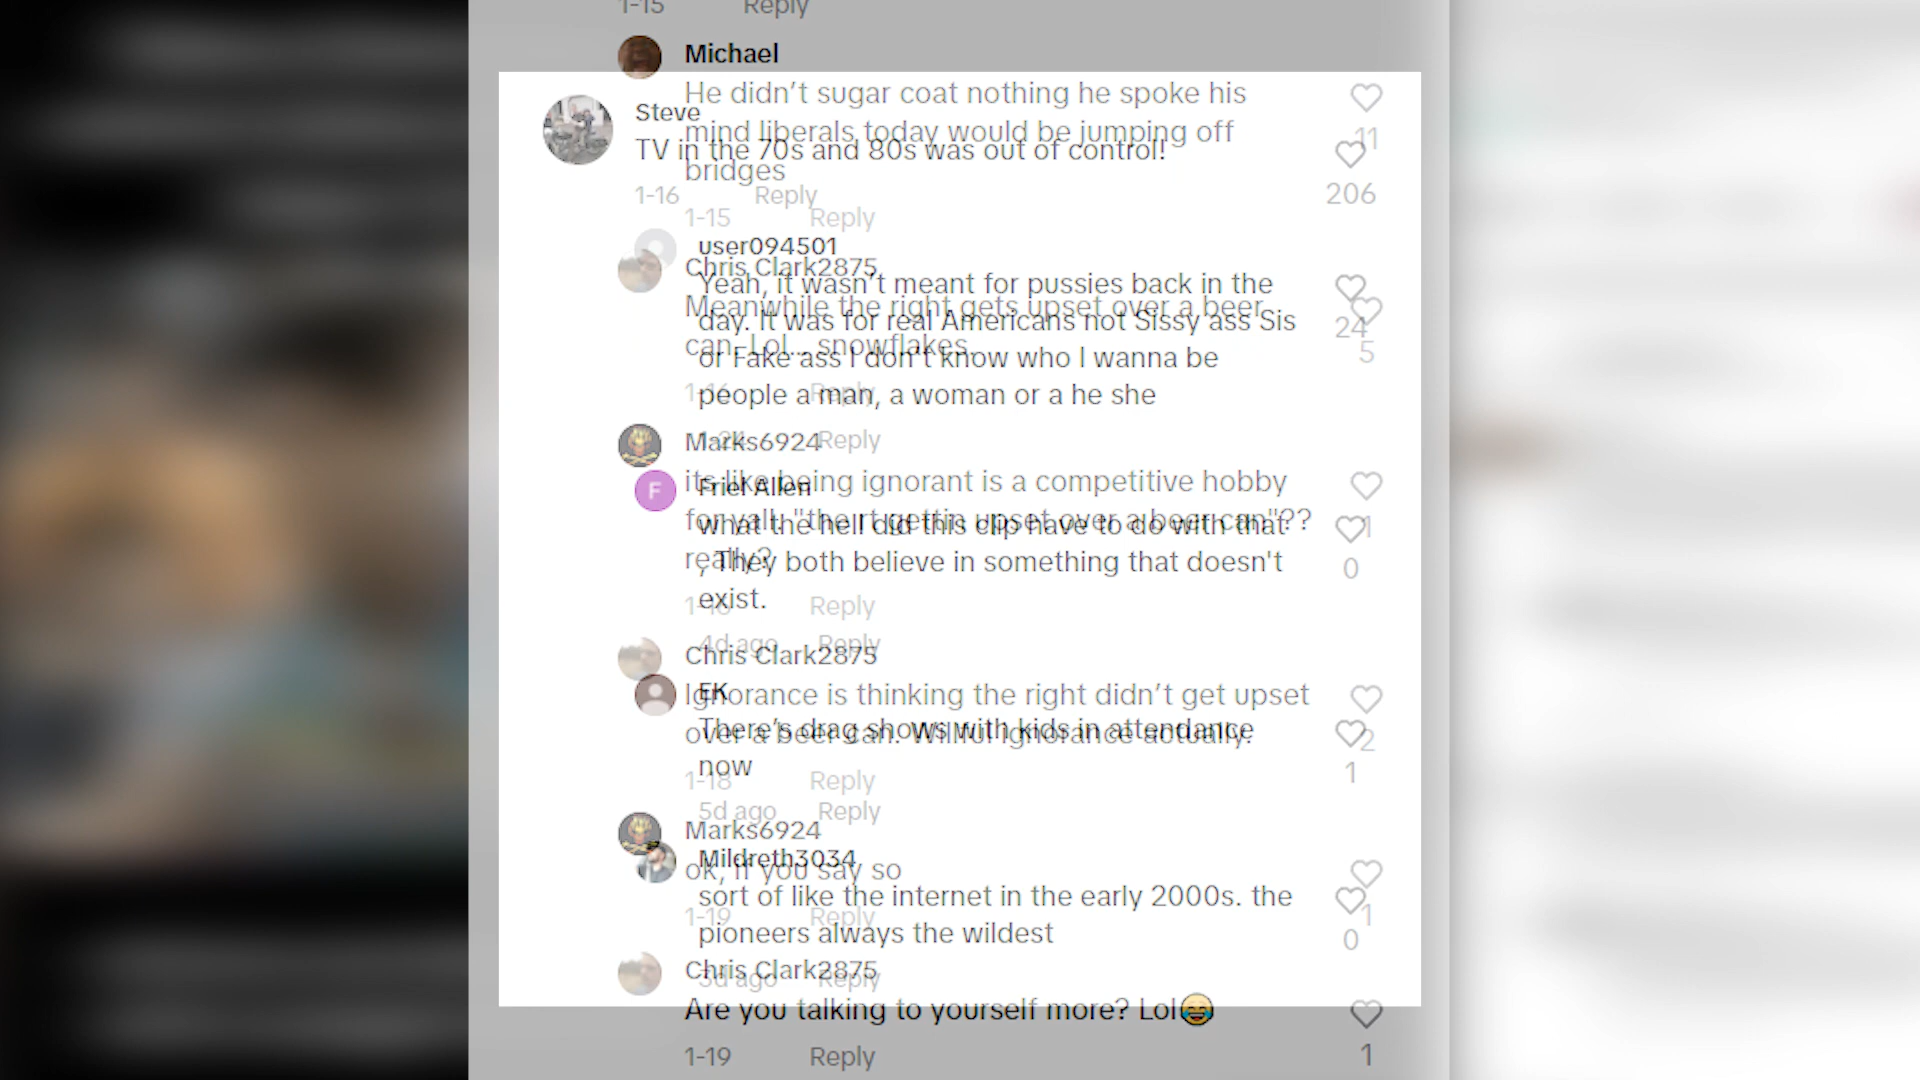 1-15 Reply
Michael
He didn’t sugar coat nothing he spoke his
mind liberals today would be jumping off
bridges
11
1-15 Reply
Chris Clark2875
Meanwhile the right gets upset over a beer
can. Lol... snowflakes.
5
1-16 Reply
Marks6924
its like being ignorant is a competitive hobby
for yall. "the rt gettin upset over a beer can"??
really?
1
1-18 Reply
Chris Clark2875
Ignorance is thinking the right didn’t get upset
over a beer can. Willful ignorance actually.
2
1-18 Reply
Marks6924
ok, if you say so
1
1-19 Reply
Chris Clark2875
Are you talking to yourself more? Lol😂
1
1-19 Reply
Steve
TV in the 70s and 80s was out of control!
206
1-16 Reply
user094501
Yeah, it wasn’t meant for pussies back in the
day. It was for real Americans not Sissy ass Sis
or Fake ass I don’t know who I wanna be
people a man, a woman or a he she
24
Reply
F
Friel Allen
what the hell did this clip have to do with that
, They both believe in something that doesn't
exist.
0
4d ago Reply
EK
There’s drag shows with kids in attendance
now
1
5d ago Reply
Mildreth3034
sort of like the internet in the early 2000s. the
pioneers always the wildest
0
3d ago Reply